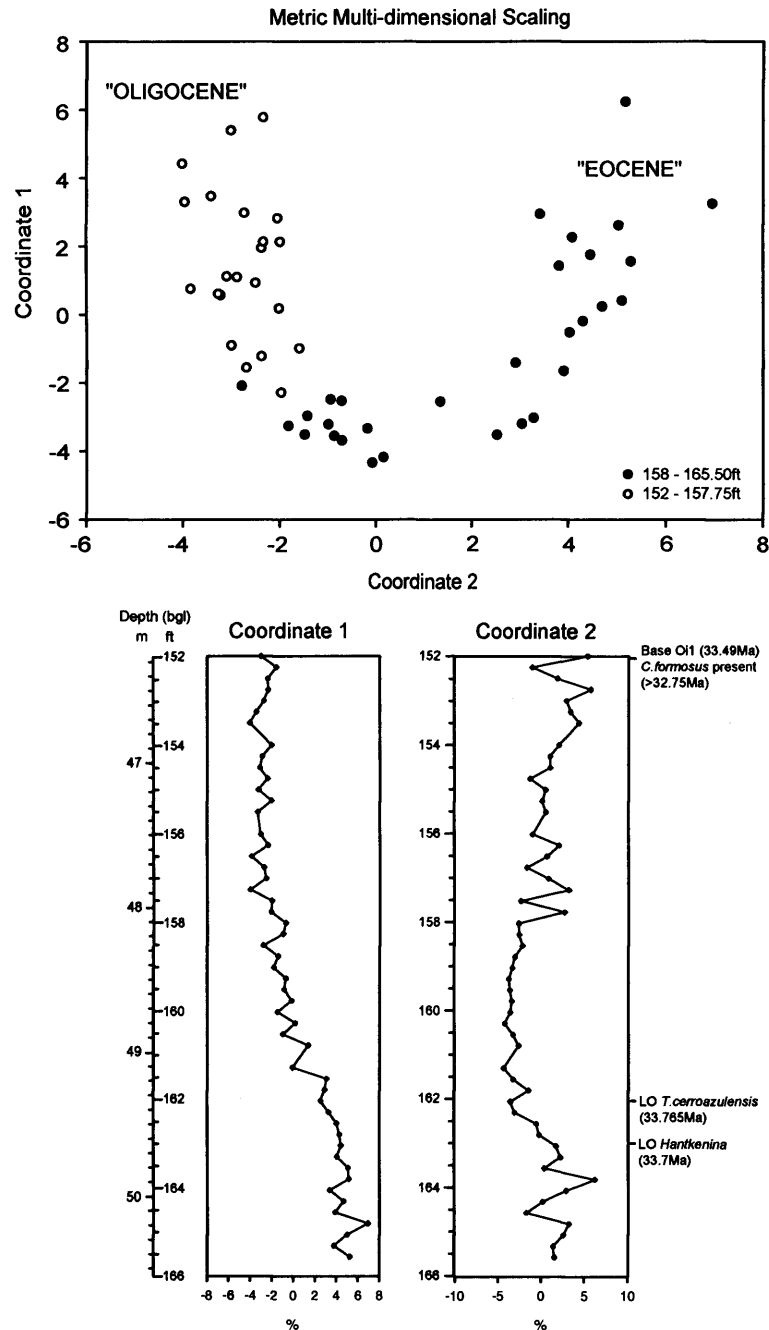 Metric Multi-dimensional Scaling
8
6
4
2
0
-2
-4
-6
Coordinate 1
"OLIGOCENE"
"EOCENE"
158 - 165.50ft
152 - 157.75ft
-6
-4
-2
0
2
4
6
8
Coordinate 2
Depth (bgl)
m ft
Coordinate 1
Coordinate 2
152
154
47
156
48
158
160
49
162
50
164
166
-8 -6 -4 -2 0 2 4 6 8
%
152
154
156
158
160
162
164
166
-10 -5 0 5 10
%
Base Oi1 (33.49Ma)
C.formosus present
(>32.75Ma)
LO T.cerroazulensis
(33.765Ma)
LO Hantkenina
(33.7Ma)